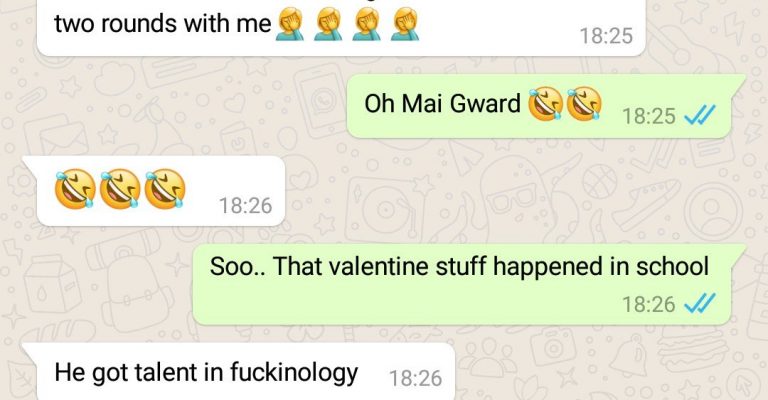 two rounds with me🤦🤦🤦🤦
18:25
Oh Mai Gward 🤣🤣
18:25
🤣🤣🤣
18:26
Soo.. That valentine stuff happened in school
18:26
He got talent in fuckinology
18:26